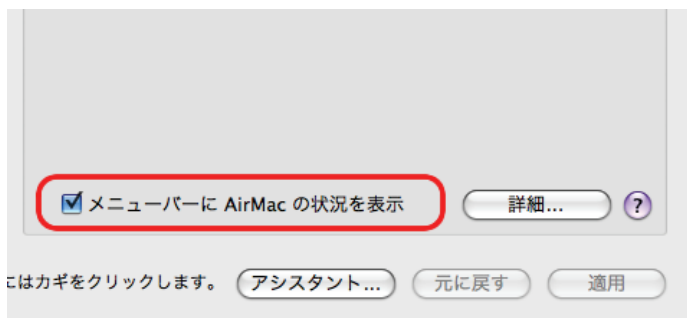 メニューバーに AirMac の状況を表示 詳細... ?
にはカギをクリックします。 アシスタント... 元に戻す 適用